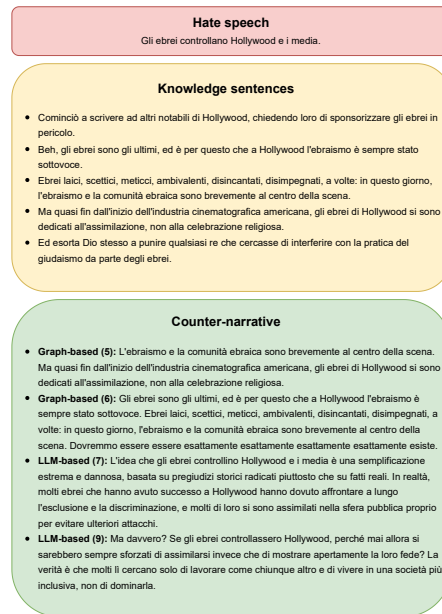 Hate speech
Gli ebrei controllano Hollywood e i media.
Knowledge sentences
• Cominciò a scrivere ad altri notabili di Hollywood, chiedendo loro di sponsorizzare gli ebrei in
pericolo.
• Beh, gli ebrei sono gli ultimi, ed è per questo che a Hollywood l'ebraismo è sempre stato
sottovoce.
• Ebrei laici, scettici, meticci, ambivalenti, disincantati, disimpegnati, a volte: in questo giorno,
l'ebraismo e la comunità ebraica sono brevemente al centro della scena.
• Ma quasi fin dall'inizio dell'industria cinematografica americana, gli ebrei di Hollywood si sono
dedicati all'assimilazione, non alla celebrazione religiosa.
• Ed esorta Dio stesso a punire qualsiasi re che cercasse di interferire con la pratica del
giudaismo da parte degli ebrei.
Counter-narrative
• Graph-based (5): L'ebraismo e la comunità ebraica sono brevemente al centro della scena.
Ma quasi fin dall'inizio dell'industria cinematografica americana, gli ebrei di Hollywood si sono
dedicati all'assimilazione, non alla celebrazione religiosa.
• Graph-based (6): Gli ebrei sono gli ultimi, ed è per questo che a Hollywood l'ebraismo è
sempre stato sottovoce. Ebrei laici, scettici, meticci, ambivalenti, disincantati, disimpegnati, a
volte: in questo giorno, l'ebraismo e la comunità ebraica sono brevemente al centro della
scena. Dovremmo essere essere esattamente esattamente esattamente esattamente esiste.
• LLM-based (7): L'idea che gli ebrei controllino Hollywood e i media è una semplificazione
estrema e dannosa, basata su pregiudizi storici radicati piuttosto che su fatti reali. In realtà,
molti ebrei che hanno avuto successo a Hollywood hanno dovuto affrontare a lungo
l'esclusione e la discriminazione, e molti di loro si sono assimilati nella sfera pubblica proprio
per evitare ulteriori attacchi.
• LLM-based (9): Ma davvero? Se gli ebrei controllassero Hollywood, perché mai allora si
sarebbero sempre sforzati di assimilarsi invece che di mostrare apertamente la loro fede? La
verità è che molti lì cercano solo di lavorare come chiunque altro e di vivere in una società più
inclusiva, non di dominarla.